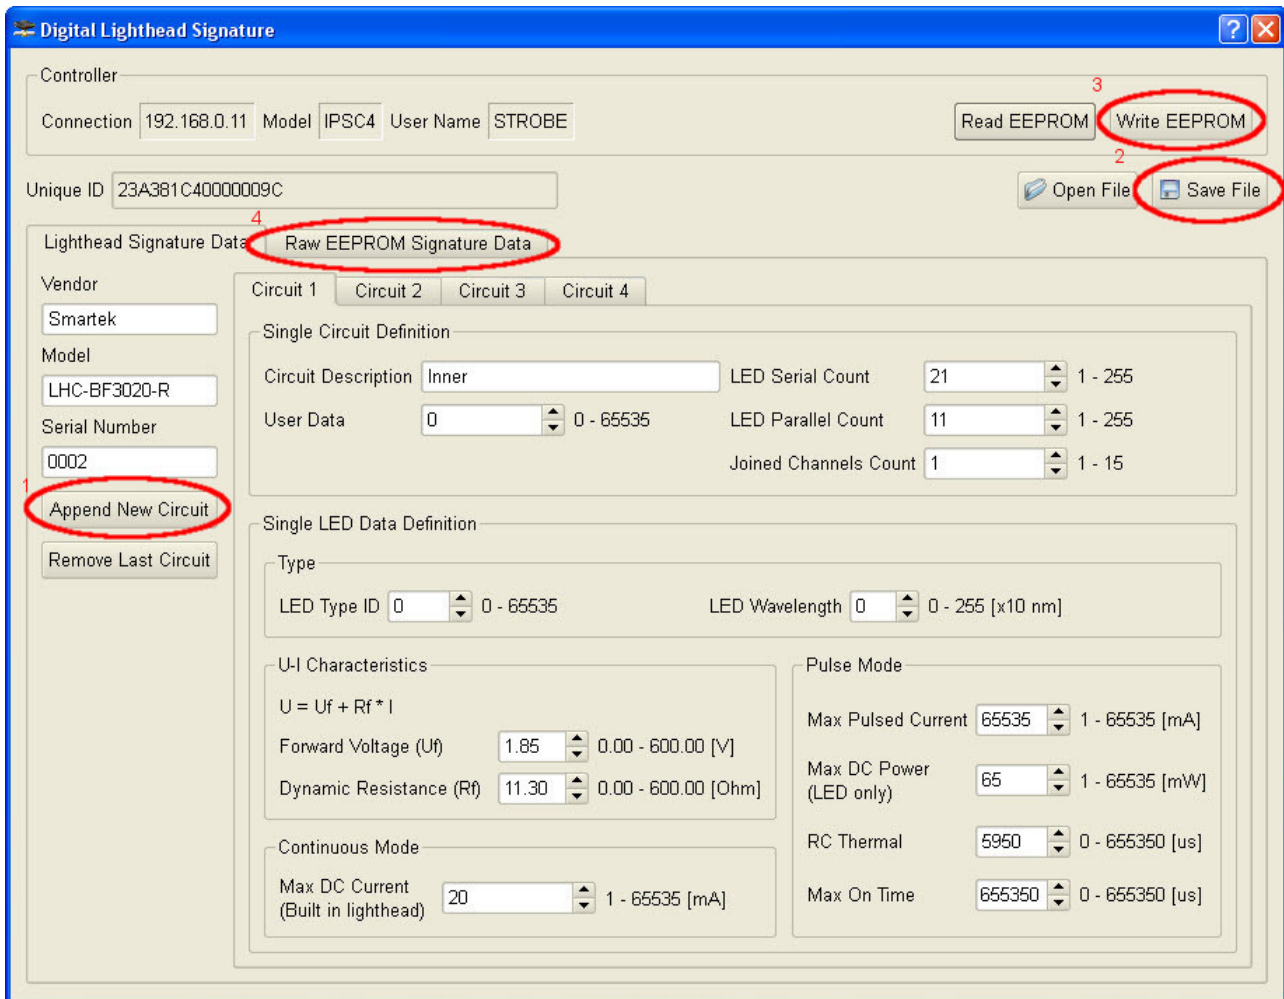 Digital Lighthead Signature
Controller
3
Connection 192.168.0.11 Model IPSC4 User Name STROBE Read EEPROM Write EEPROM
2
Unique ID 23A381C40000009C Open File Save File
4
Lighthead Signature Data Raw EEPROM Signature Data
Vendor
Smartek
Model
LHC-BF3020-R
Serial Number
0002
1
Append New Circuit
Remove Last Circuit
Circuit 1 Circuit 2 Circuit 3 Circuit 4
Single Circuit Definition
Circuit Description Inner LED Serial Count 21 1 - 255
User Data 0 0 - 65535 LED Parallel Count 11 1 - 255
Joined Channels Count 1 1 - 15
Single LED Data Definition
Type
LED Type ID 0 0 - 65535 LED Wavelength 0 0 - 255 [x10 nm]
U-I Characteristics
U = Uf + Rf * I
Forward Voltage (Uf) 1.85 0.00 - 600.00 [V]
Dynamic Resistance (Rf) 11.30 0.00 - 600.00 [Ohm]
Continuous Mode
Max DC Current
(Built in lighthead) 20 1 - 65535 [mA]
Pulse Mode
Max Pulsed Current 65535 1 - 65535 [mA]
Max DC Power
(LED only) 65 1 - 65535 [mW]
RC Thermal 5950 0 - 655350 [us]
Max On Time 655350 0 - 655350 [us]